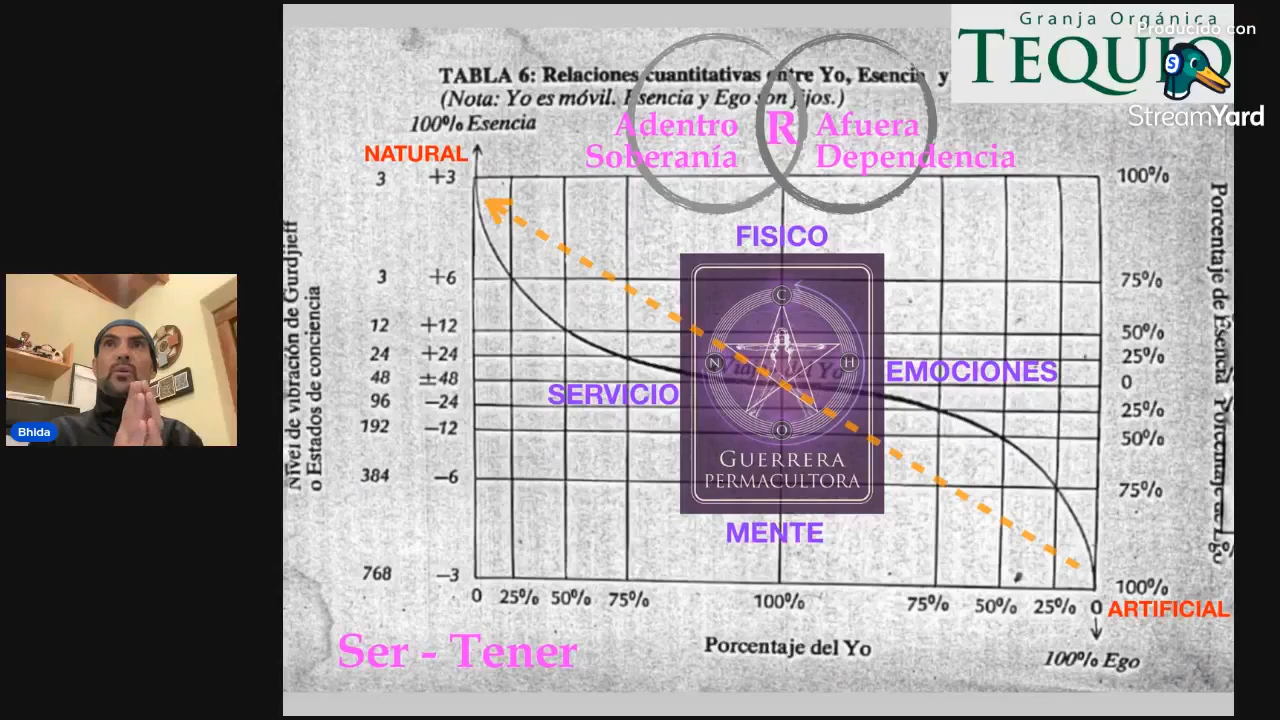 Granja Orgánica
TEQUIO
Producido con
StreamYard
TABLA 6: Relaciones cuantitativas entre Yo, Esencia y
(Nota: Yo es móvil. Esencia y Ego son fijos.)
100% Esencia
Adentro R Afuera
Soberanía Dependencia
NATURAL
3 +3 100%
FISICO
3 +6 75%
12 +12 50%
24 +24 25%
48 ±48 0
96 −24 25%
192 −12 50%
384 −6 75%
768 −3 100%
EMOCIONES
SERVICIO
C
N H
O
GUERRERA
PERMACULTORA
MENTE
Nivel de vibración de Gurdjieff
o Estados de conciencia
Porcentaje de Esencia
Porcentaje de Ego
0 25% 50% 75% 100% 75% 50% 25% 0 ARTIFICIAL
Ser - Tener
Porcentaje del Yo
100% Ego
Bhida